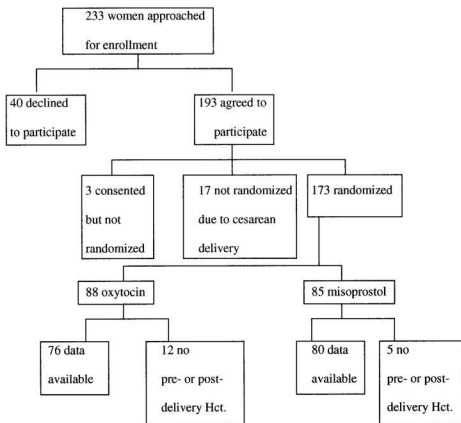 233 women approached
for enrollment
40 declined
to participate
193 agreed to
participate
3 consented
but not
randomized
17 not randomized
due to cesarean
delivery
173 randomized
88 oxytocin
85 misoprostol
76 data
available
12 no
pre- or post-
delivery Hct.
80 data
available
5 no
pre- or post-
delivery Hct.